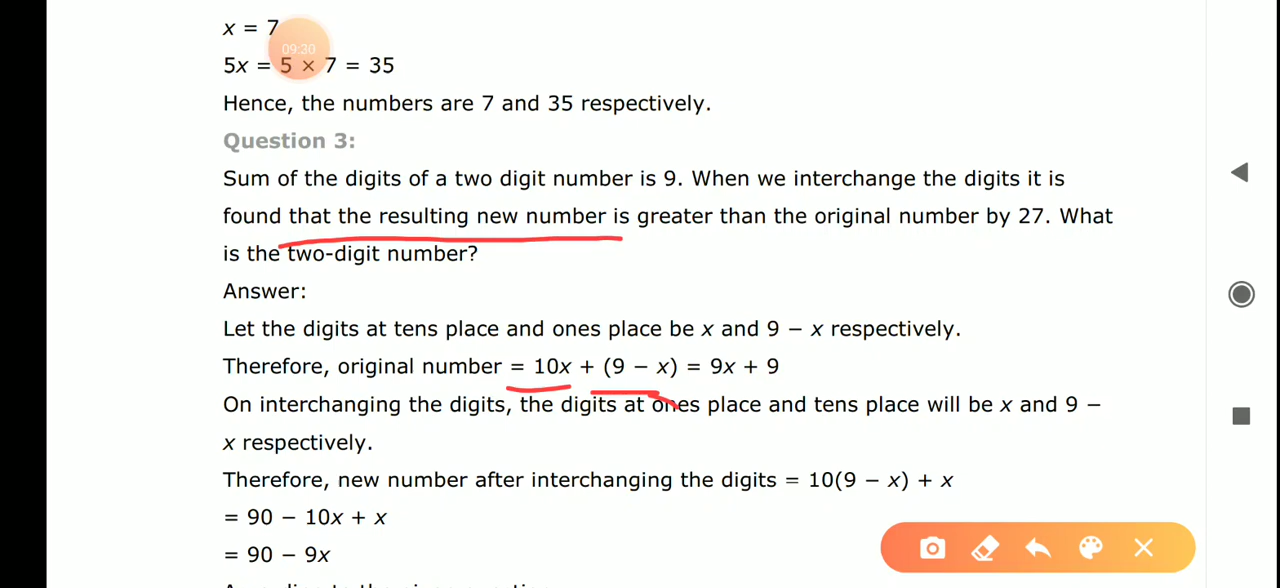 x = 7
09:30
5x = 5 × 7 = 35
Hence, the numbers are 7 and 35 respectively.
Question 3:
Sum of the digits of a two digit number is 9. When we interchange the digits it is
found that the resulting new number is greater than the original number by 27. What
is the two-digit number?
Answer:
Let the digits at tens place and ones place be x and 9 − x respectively.
Therefore, original number = 10x + (9 − x) = 9x + 9
On interchanging the digits, the digits at ones place and tens place will be x and 9 −
x respectively.
Therefore, new number after interchanging the digits = 10(9 − x) + x
= 90 − 10x + x
= 90 − 9x